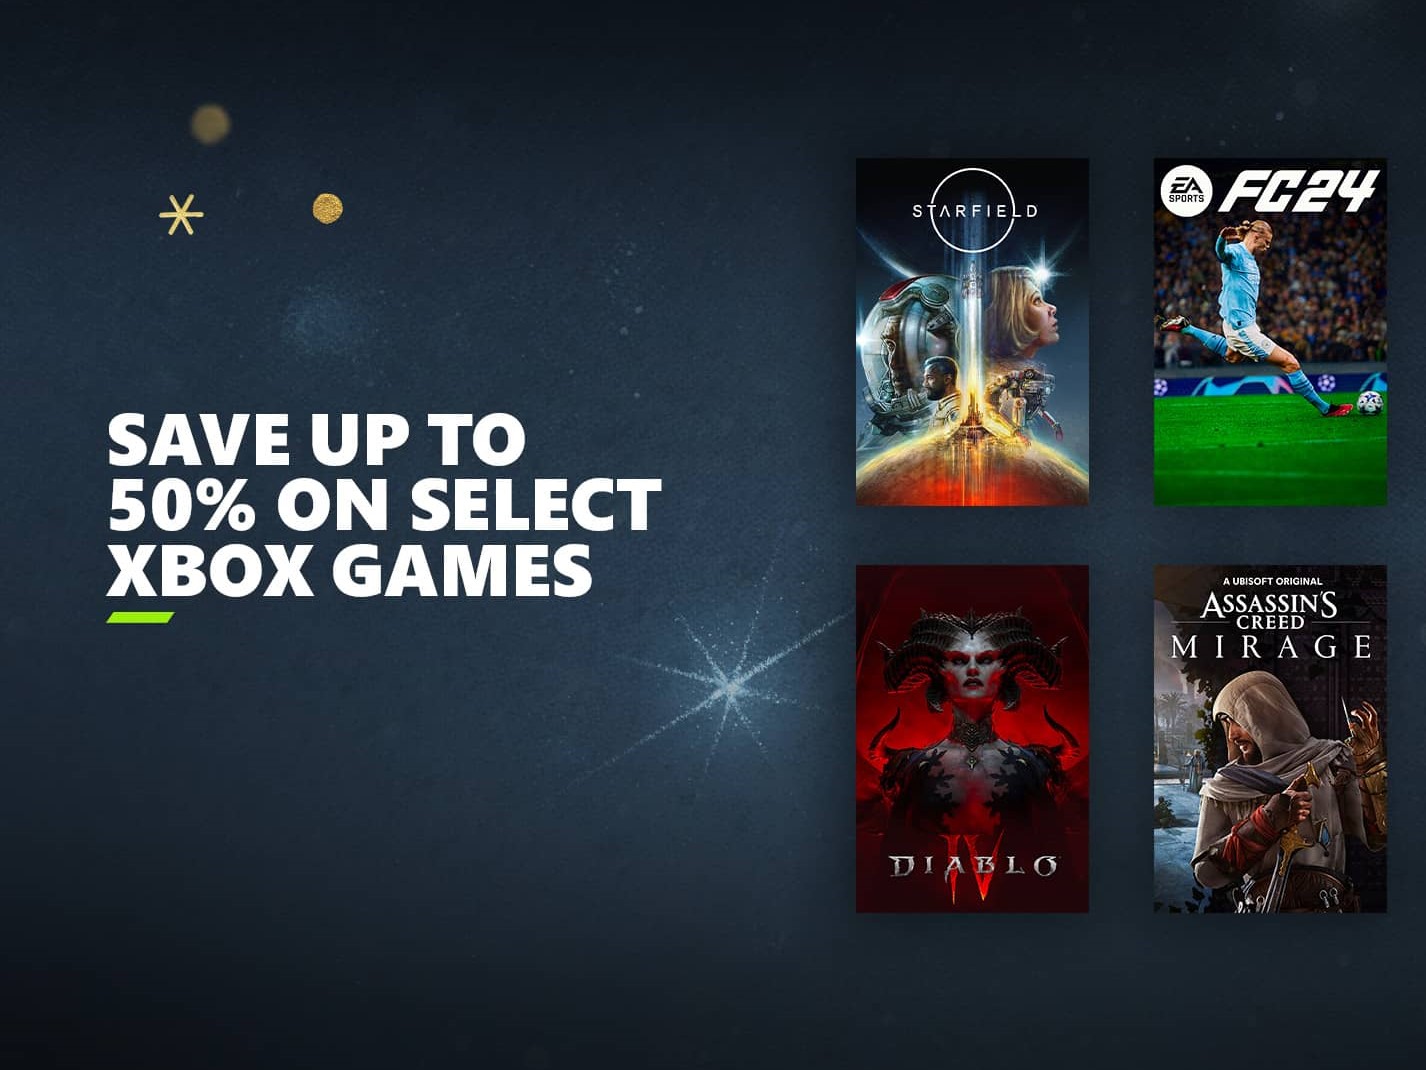 SAVE UP TO
50% ON SELECT
XBOX GAMES
STARFIELD
EA
SPORTS
FC24
DIABLO
IV
A UBISOFT ORIGINAL
ASSASSIN'S
CREED
MIRAGE